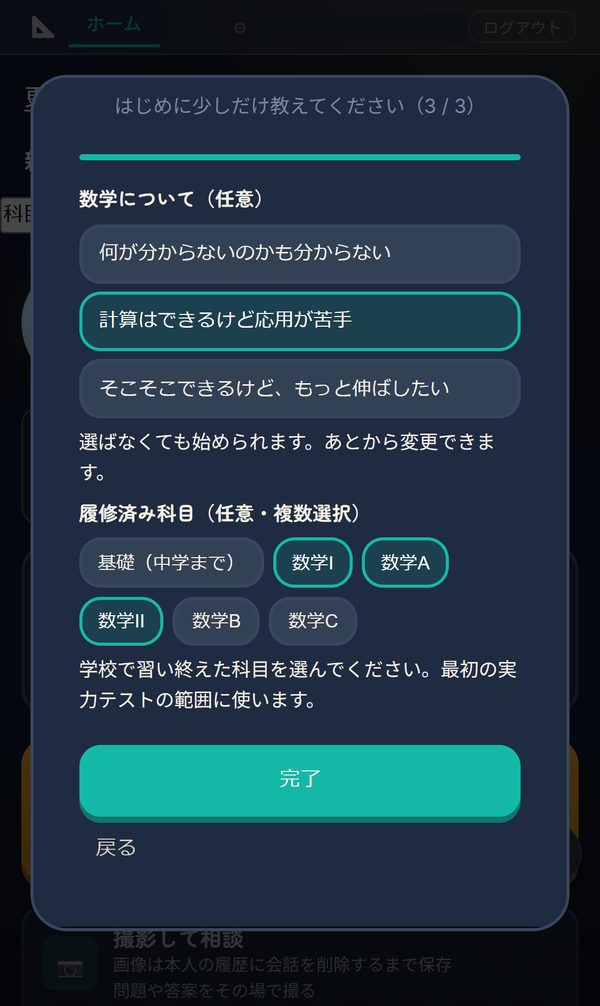 ホーム
ログアウト
はじめに少しだけ教えてください（3 / 3）
科目
数学について（任意）
何が分からないのかも分からない
計算はできるけど応用が苦手
そこそこできるけど、もっと伸ばしたい
選ばなくても始められます。あとから変更できま
す。
履修済み科目（任意・複数選択）
基礎（中学まで）
数学I
数学A
数学II
数学B
数学C
学校で習い終えた科目を選んでください。最初の実
力テストの範囲に使います。
完了
戻る
撮影して相談
画像は本人の履歴に会話を削除するまで保存
問題や答案をその場で撮る